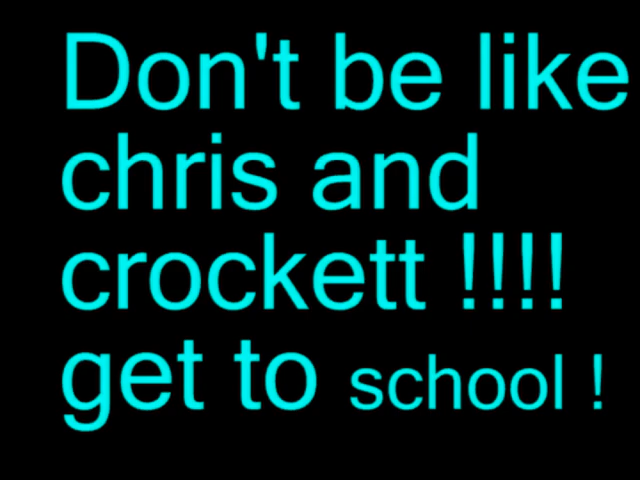 Don't be like
chris and
crockett !!!!
get to school !